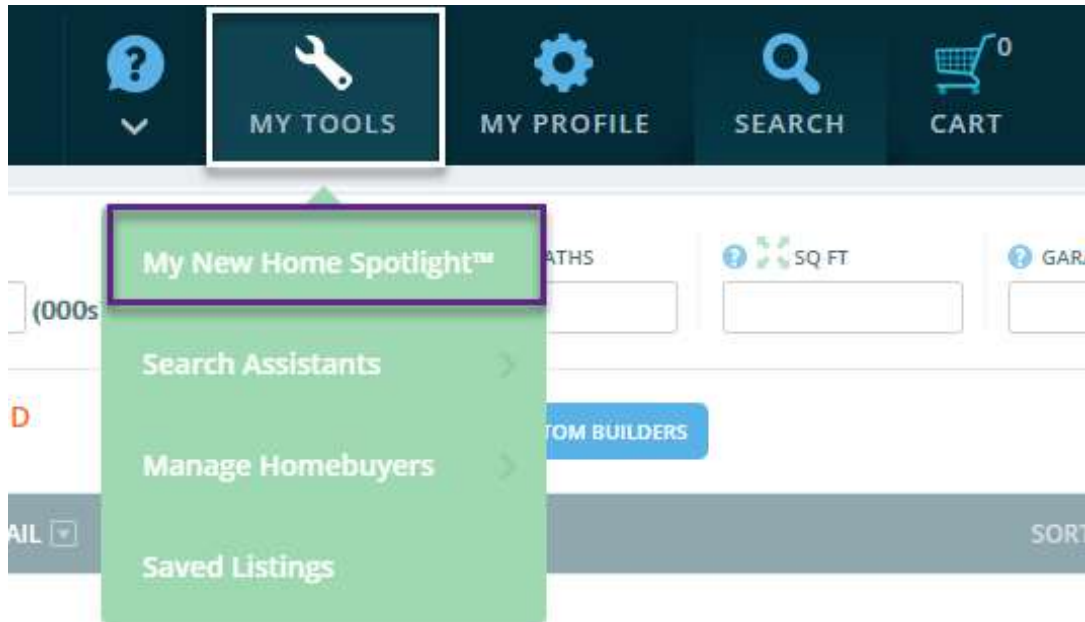 ?
0
MY TOOLS
MY PROFILE
SEARCH
CART
My New Home Spotlight™
ATHS
? SQ FT
? GAR
(000s
Search Assistants
D
TOM BUILDERS
Manage Homebuyers
AIL
SORT
Saved Listings